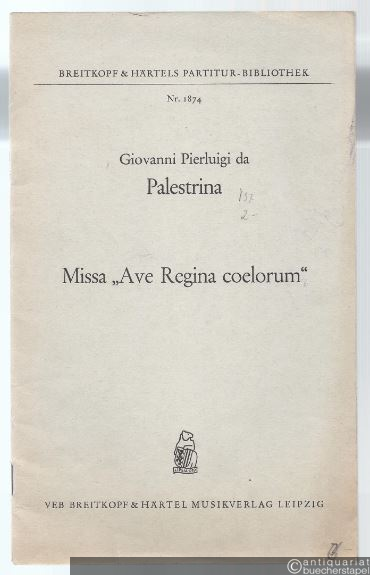 BREITKOPF & HÄRTELS PARTITUR-BIBLIOTHEK
Nr. 1874
Giovanni Pierluigi da
Palestrina
2-
Missa „Ave Regina coelorum“
VEB BREITKOPF & HÄRTEL MUSIKVERLAG LEIPZIG
antiquariat
buecherstapel